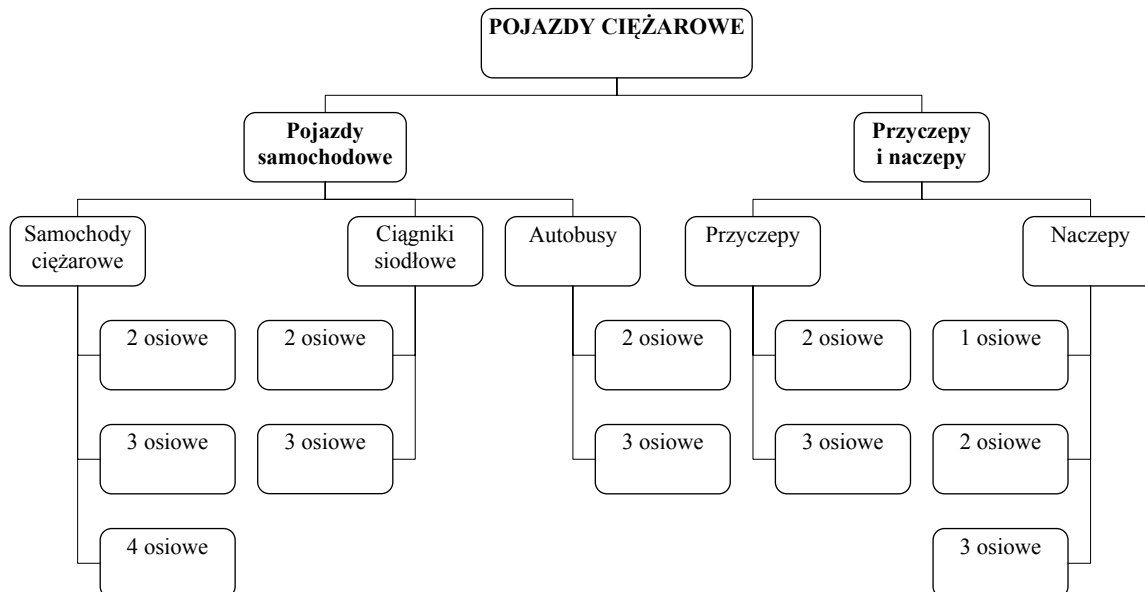 POJAZDY CIĘŻAROWE
Pojazdy
samochodowe
Przyczepy
i naczepy
Samochody
ciężarowe
Ciągniki
siodłowe
Autobusy
Przyczepy
Naczepy
2 osiowe
2 osiowe
2 osiowe
2 osiowe
1 osiowe
3 osiowe
3 osiowe
3 osiowe
3 osiowe
2 osiowe
4 osiowe
3 osiowe